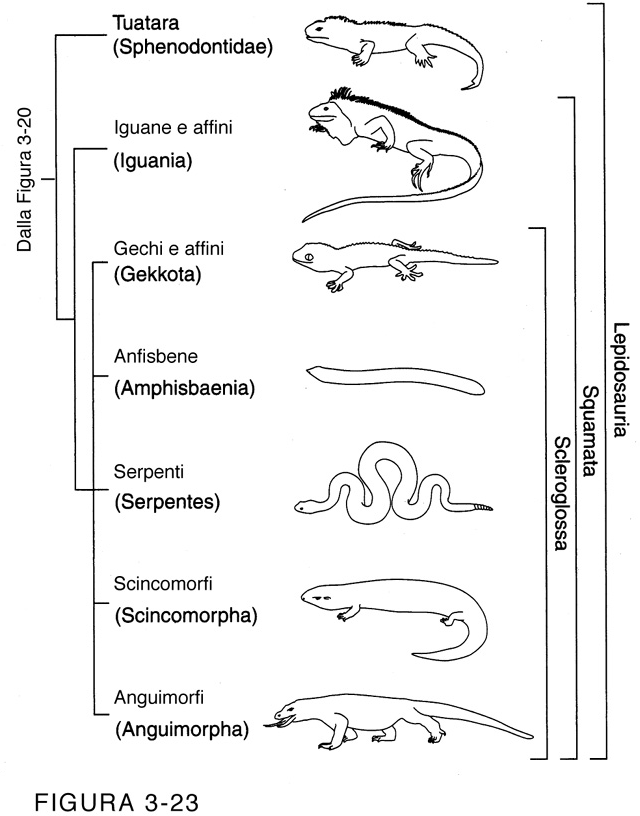 Tuatara
(Sphenodontidae)
Dalla Figura 3-20
Iguane e affini
(Iguania)
Gechi e affini
(Gekkota)
Anfisbene
(Amphisbaenia)
Serpenti
(Serpentes)
Scincomorfi
(Scincomorpha)
Anguimorfi
(Anguimorpha)
Scleroglossa
Squamata
Lepidosauria
FIGURA 3-23